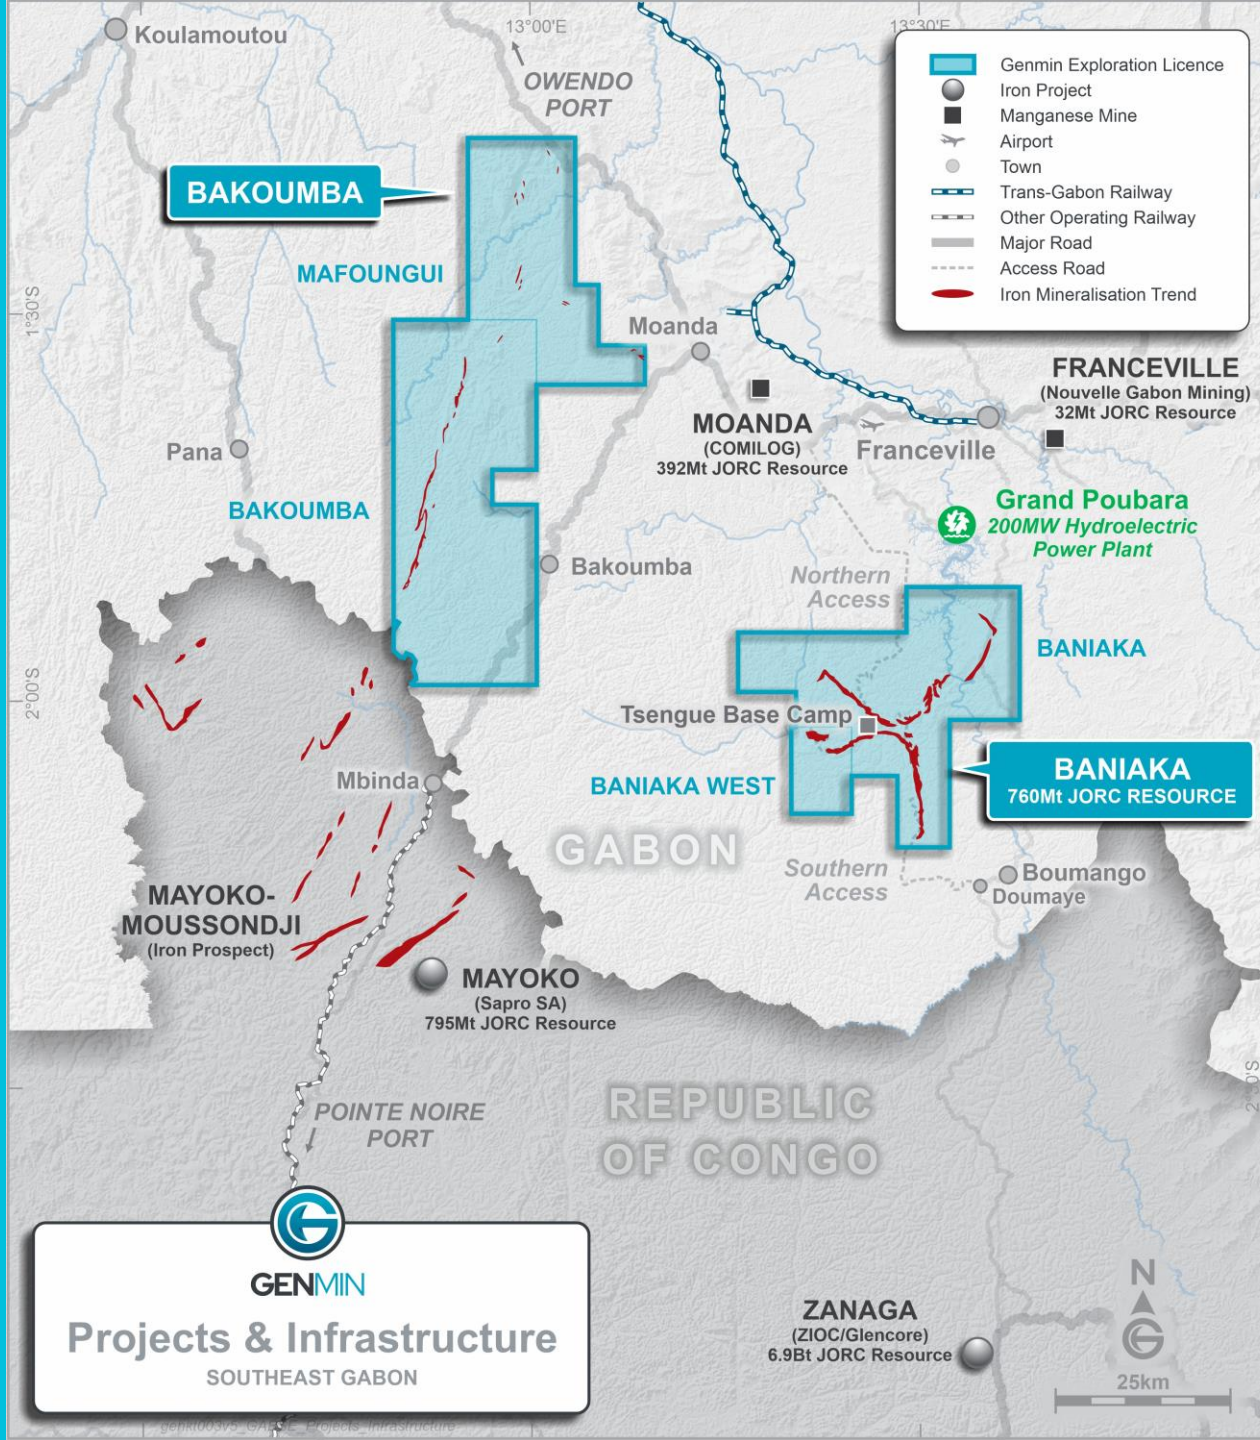 Koulamoutou
13°00'E
13°30'E
OWENDO
PORT
Genmin Exploration Licence
Iron Project
Manganese Mine
Airport
Town
Trans-Gabon Railway
Other Operating Railway
Major Road
Access Road
Iron Mineralisation Trend
BAKOUMBA
MAFOUNGUI
1°30'S
Moanda
FRANCEVILLE
(Nouvelle Gabon Mining)
32Mt JORC Resource
MOANDA
(COMILOG)
392Mt JORC Resource
Franceville
Pana
BAKOUMBA
Grand Poubara
200MW Hydroelectric
Power Plant
Bakoumba
Northern
Access
BANIAKA
2°00'S
Tsengue Base Camp
BANIAKA WEST
BANIAKA
760Mt JORC RESOURCE
Mbinda
GABON
Southern
Access
Boumango
Doumaye
MAYOKO-
MOUSSONDJI
(Iron Prospect)
MAYOKO
(Sapro SA)
795Mt JORC Resource
REPUBLIC
OF CONGO
POINTE NOIRE
PORT
GENMIN
Projects & Infrastructure
SOUTHEAST GABON
ZANAGA
(ZIOC/Glencore)
6.9Bt JORC Resource
N
25km